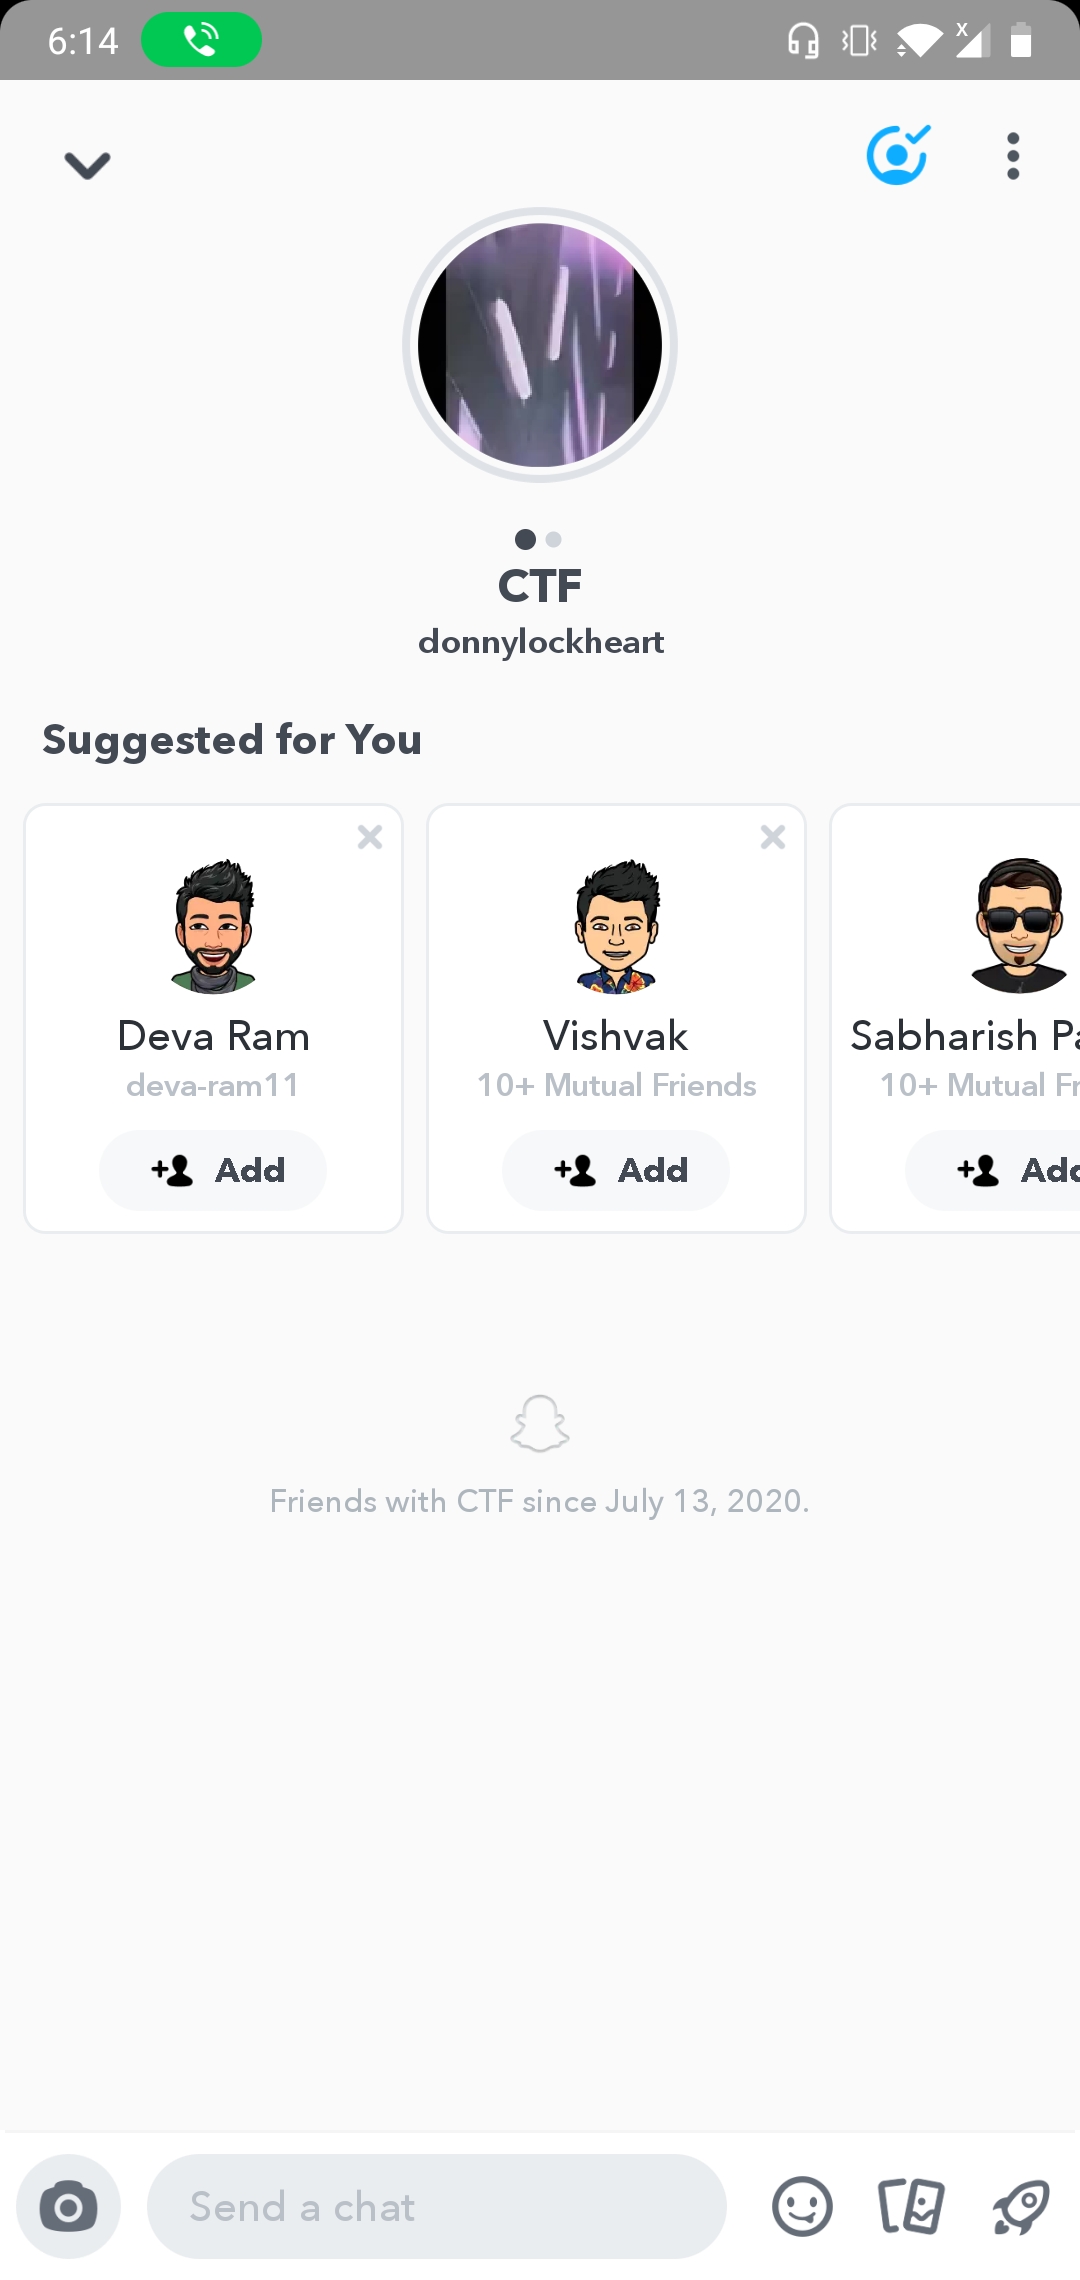 6:14
CTF
donnylockheart
Suggested for You
Deva Ram
deva-ram11
Add
Vishvak
10+ Mutual Friends
Add
Sabharish Pa
10+ Mutual Fr
Add
Friends with CTF since July 13, 2020.
Send a chat